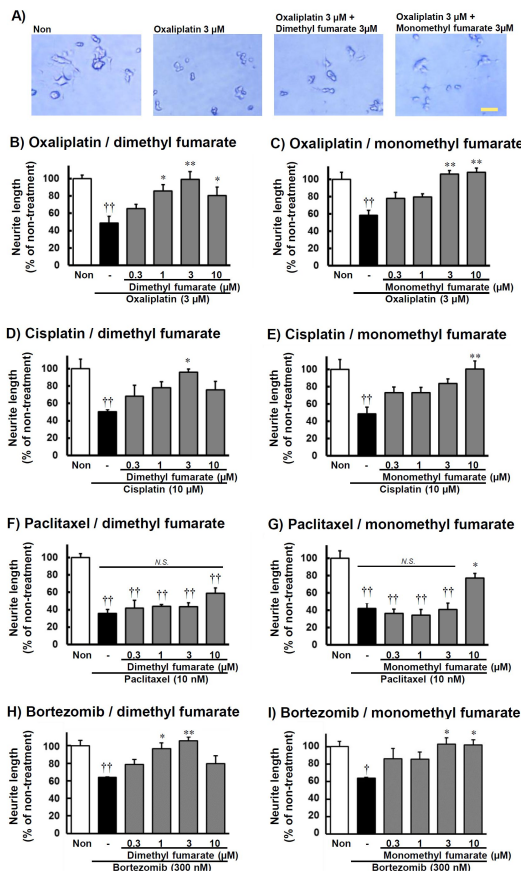 A)
Non
Oxaliplatin 3 μM
Oxaliplatin 3 μM +
Dimethyl fumarate 3μM
Oxaliplatin 3 μM +
Monomethyl fumarate 3μM
B) Oxaliplatin / dimethyl fumarate
Neurite length
(% of non-treatment)
120
100
80
60
40
20
††
*
**
*
Non - 0.3 1 3 10
Dimethyl fumarate (μM)
Oxaliplatin (3 μM)
C) Oxaliplatin / monomethyl fumarate
Neurite length
(% of non-treatment)
120
100
80
60
40
20
††
**
**
Non - 0.3 1 3 10
Monomethyl fumarate (μM)
Oxaliplatin (3 μM)
D) Cisplatin / dimethyl fumarate
Neurite length
(% of non-treatment)
120
100
80
60
40
20
††
*
Non - 0.3 1 3 10
Dimethyl fumarate (μM)
Cisplatin (10 μM)
E) Cisplatin / monomethyl fumarate
Neurite length
(% of non-treatment)
120
100
80
60
40
20
††
**
Non - 0.3 1 3 10
Monomethyl fumarate (μM)
Cisplatin (10 μM)
F) Paclitaxel / dimethyl fumarate
Neurite length
(% of non-treatment)
120
100
80
60
40
20
N.S.
†† †† †† †† ††
Non - 0.3 1 3 10
Dimethyl fumarate (μM)
Paclitaxel (10 nM)
G) Paclitaxel / monomethyl fumarate
Neurite length
(% of non-treatment)
120
100
80
60
40
20
N.S.
†† †† †† ††
*
Non - 0.3 1 3 10
Monomethyl fumarate (μM)
Paclitaxel (10 nM)
H) Bortezomib / dimethyl fumarate
Neurite length
(% of non-treatment)
120
100
80
60
40
20
††
*
**
Non - 0.3 1 3 10
Dimethyl fumarate (μM)
Bortezomib (300 nM)
I) Bortezomib / monomethyl fumarate
Neurite length
(% of non-treatment)
120
100
80
60
40
20
†
*
*
Non - 0.3 1 3 10
Monomethyl fumarate (μM)
Bortezomib (300 nM)